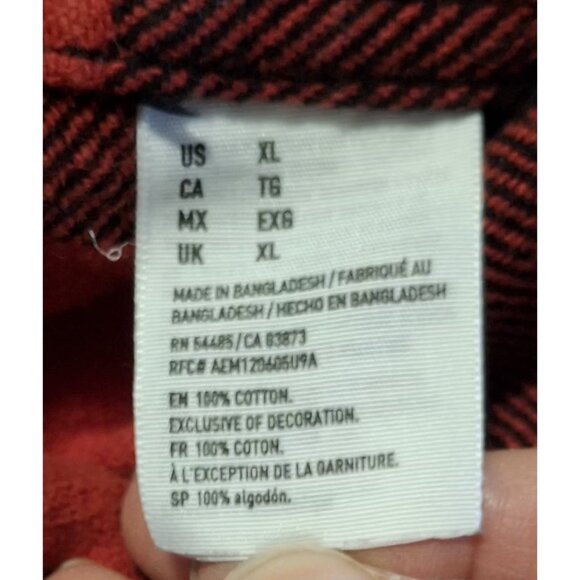 US XL
CA TG
MX EXG
UK XL
MADE IN BANGLADESH / FABRIQUÉ AU
BANGLADESH / HECHO EN BANGLADESH
RN 54485 / CA 03873
RFC# AEM120605U9A
EN 100% COTTON.
EXCLUSIVE OF DECORATION.
FR 100% COTON.
À L'EXCEPTION DE LA GARNITURE.
SP 100% algodón.